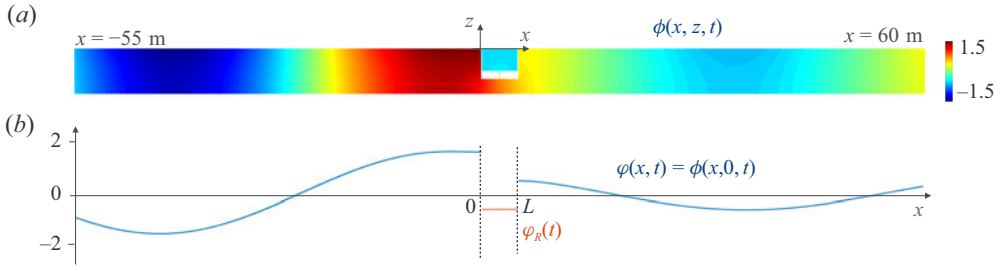 (a)
z
x
ϕ(x, z, t)
x = −55 m
x = 60 m
1.5
−1.5
(b)
2
0
−2
φ(x, t) = ϕ(x,0, t)
0
L
x
φR(t)